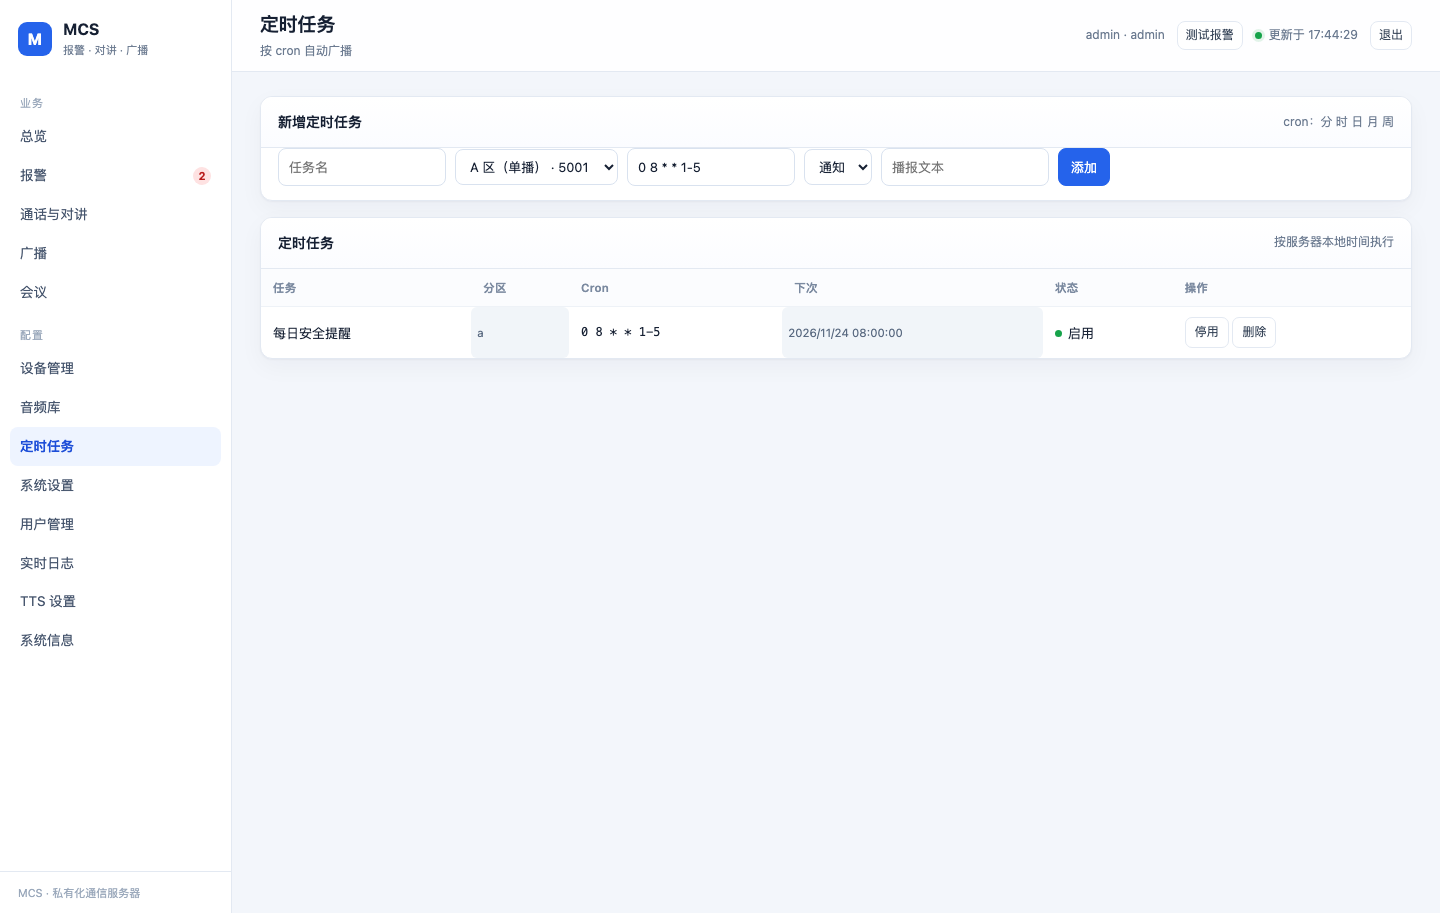 M
MCS
报警 · 对讲 · 广播
业务
总览
报警 2
通话与对讲
广播
会议
配置
设备管理
音频库
定时任务
系统设置
用户管理
实时日志
TTS 设置
系统信息
MCS · 私有化通信服务器
定时任务
按 cron 自动广播
admin · admin 测试报警 更新于 17:44:29 退出
新增定时任务 cron：分 时 日 月 周
任务名 A 区（单播） · 5001 0 8 * * 1-5 通知 播报文本 添加
定时任务 按服务器本地时间执行
任务 分区 Cron 下次 状态 操作
每日安全提醒 a 0 8 * * 1-5 2026/11/24 08:00:00 启用 停用 删除